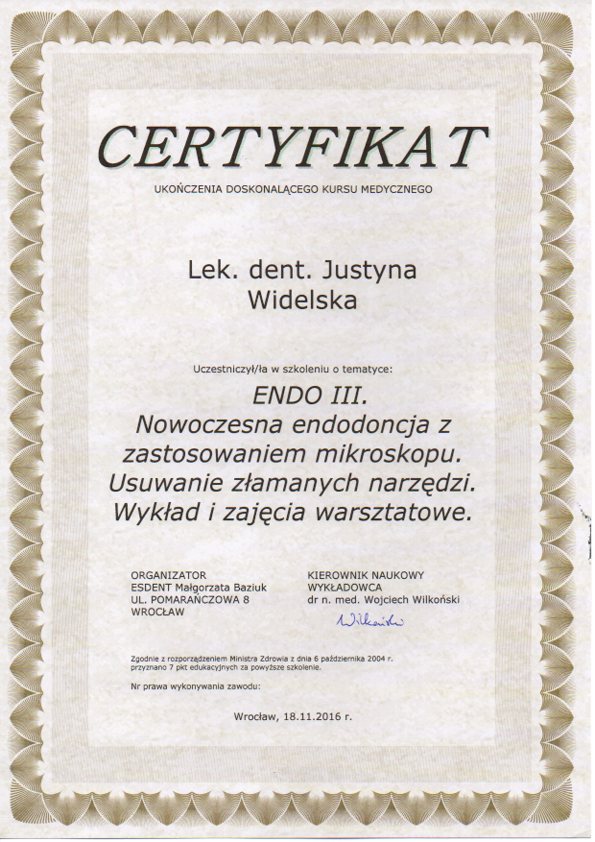 CERTYFIKAT
UKOŃCZENIA DOSKONALĄCEGO KURSU MEDYCZNEGO
Lek. dent. Justyna
Widelska
Uczestniczył/ła w szkoleniu o tematyce:
ENDO III.
Nowoczesna endodoncja z
zastosowaniem mikroskopu.
Usuwanie złamanych narzędzi.
Wykład i zajęcia warsztatowe.
ORGANIZATOR
ESDENT Małgorzata Baziuk
UL. POMARAŃCZOWA 8
WROCŁAW
KIEROWNIK NAUKOWY
WYKŁADOWCA
dr n. med. Wojciech Wilkoński
Wilkoński
Zgodnie z rozporządzeniem Ministra Zdrowia z dnia 6 października 2004 r.
przyznano 7 pkt edukacyjnych za powyższe szkolenie.
Nr prawa wykonywania zawodu:
Wrocław, 18.11.2016 r.